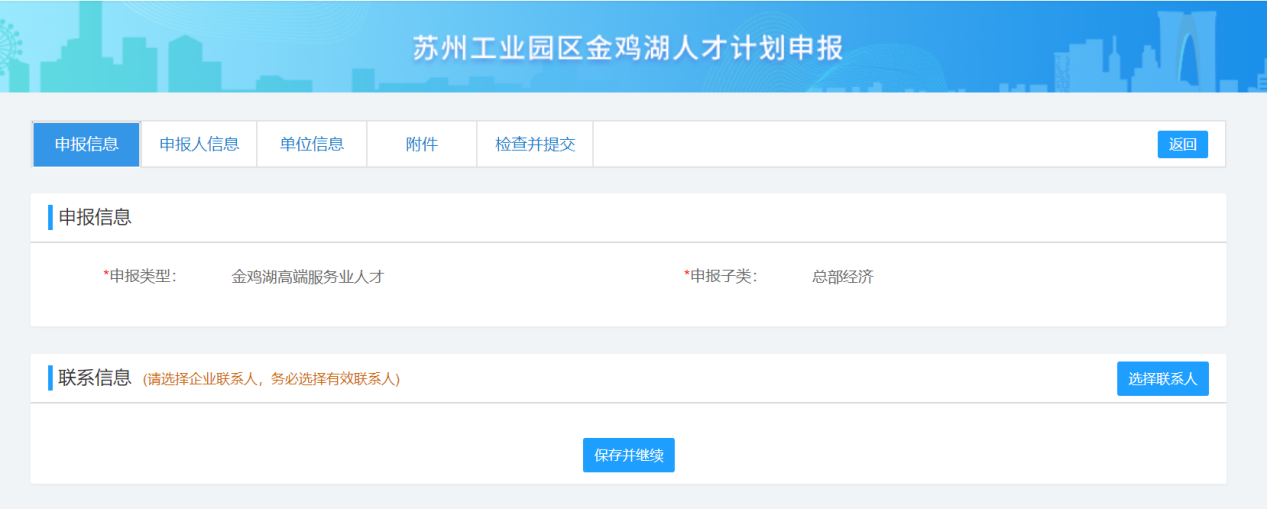 苏州工业园区金鸡湖人才计划申报
申报信息 申报人信息 单位信息 附件 检查并提交 返回
申报信息
*申报类型： 金鸡湖高端服务业人才 *申报子类： 总部经济
联系信息 (请选择企业联系人，务必选择有效联系人) 选择联系人
保存并继续